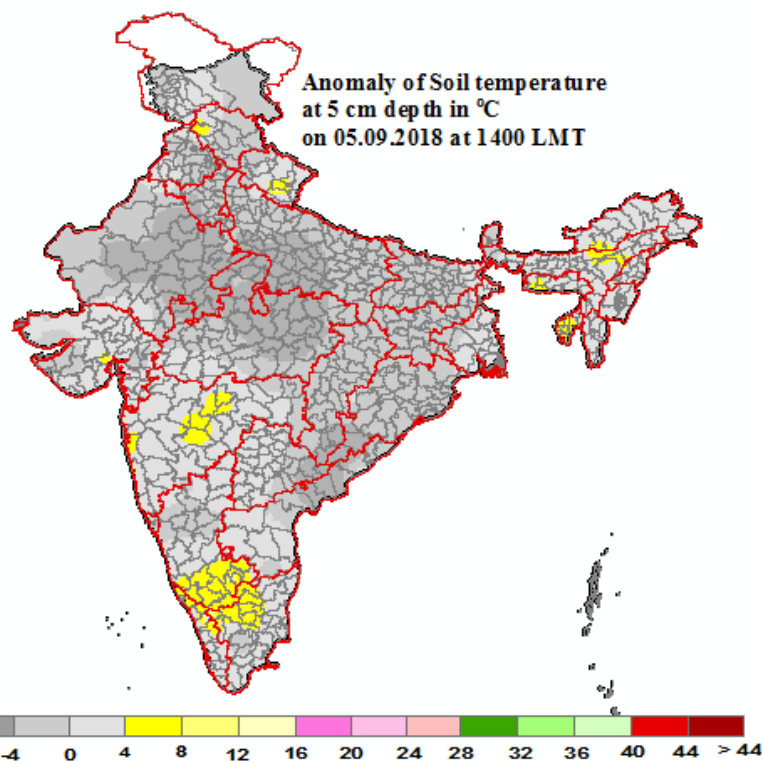 Anomaly of Soil temperature
at 5 cm depth in ⁰C
on 05.09.2018 at 1400 LMT
-4 0 4 8 12 16 20 24 28 32 36 40 44 > 44